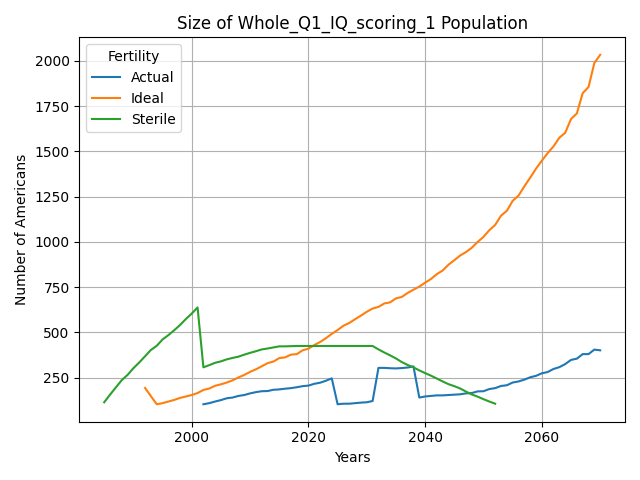 Size of Whole_Q1_IQ_scoring_1 Population
Fertility
Actual
Ideal
Sterile
Number of Americans
2000
1750
1500
1250
1000
750
500
250
2000
2020
2040
2060
Years